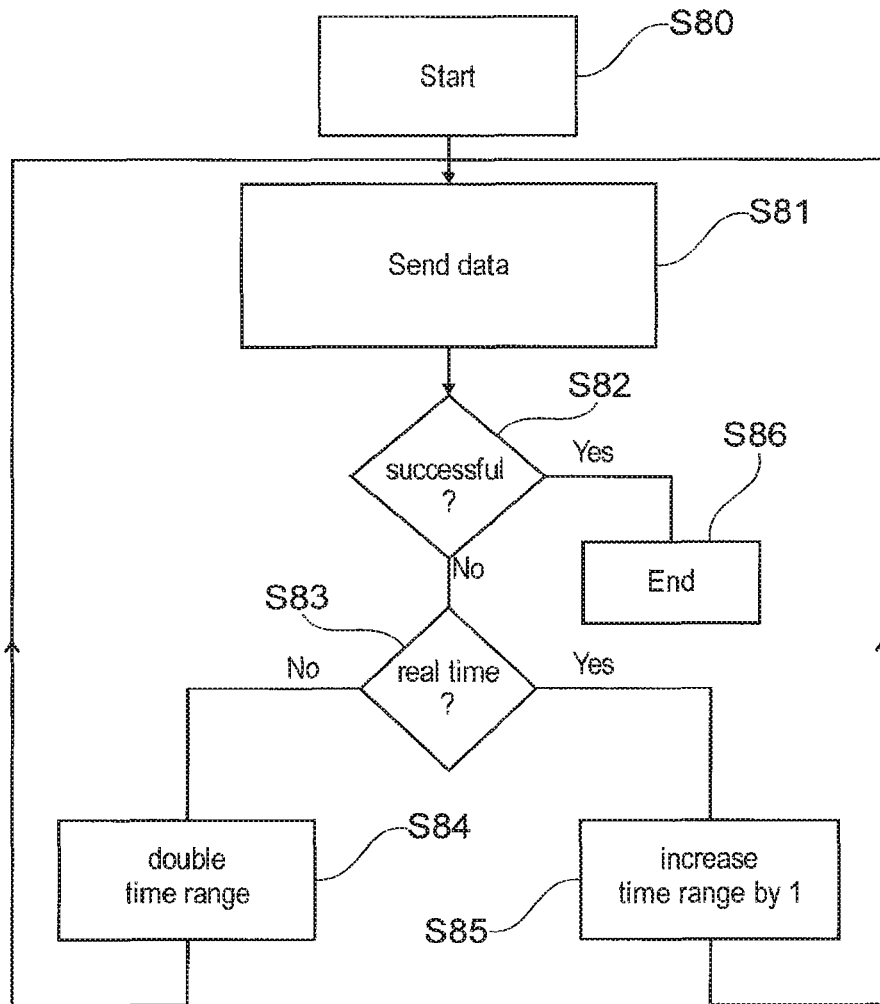 S80
Start
S81
Send data
S82
successful
?
Yes
S86
End
No
S83
real time
?
No
Yes
double
time range
S84
increase
time range by 1
S85